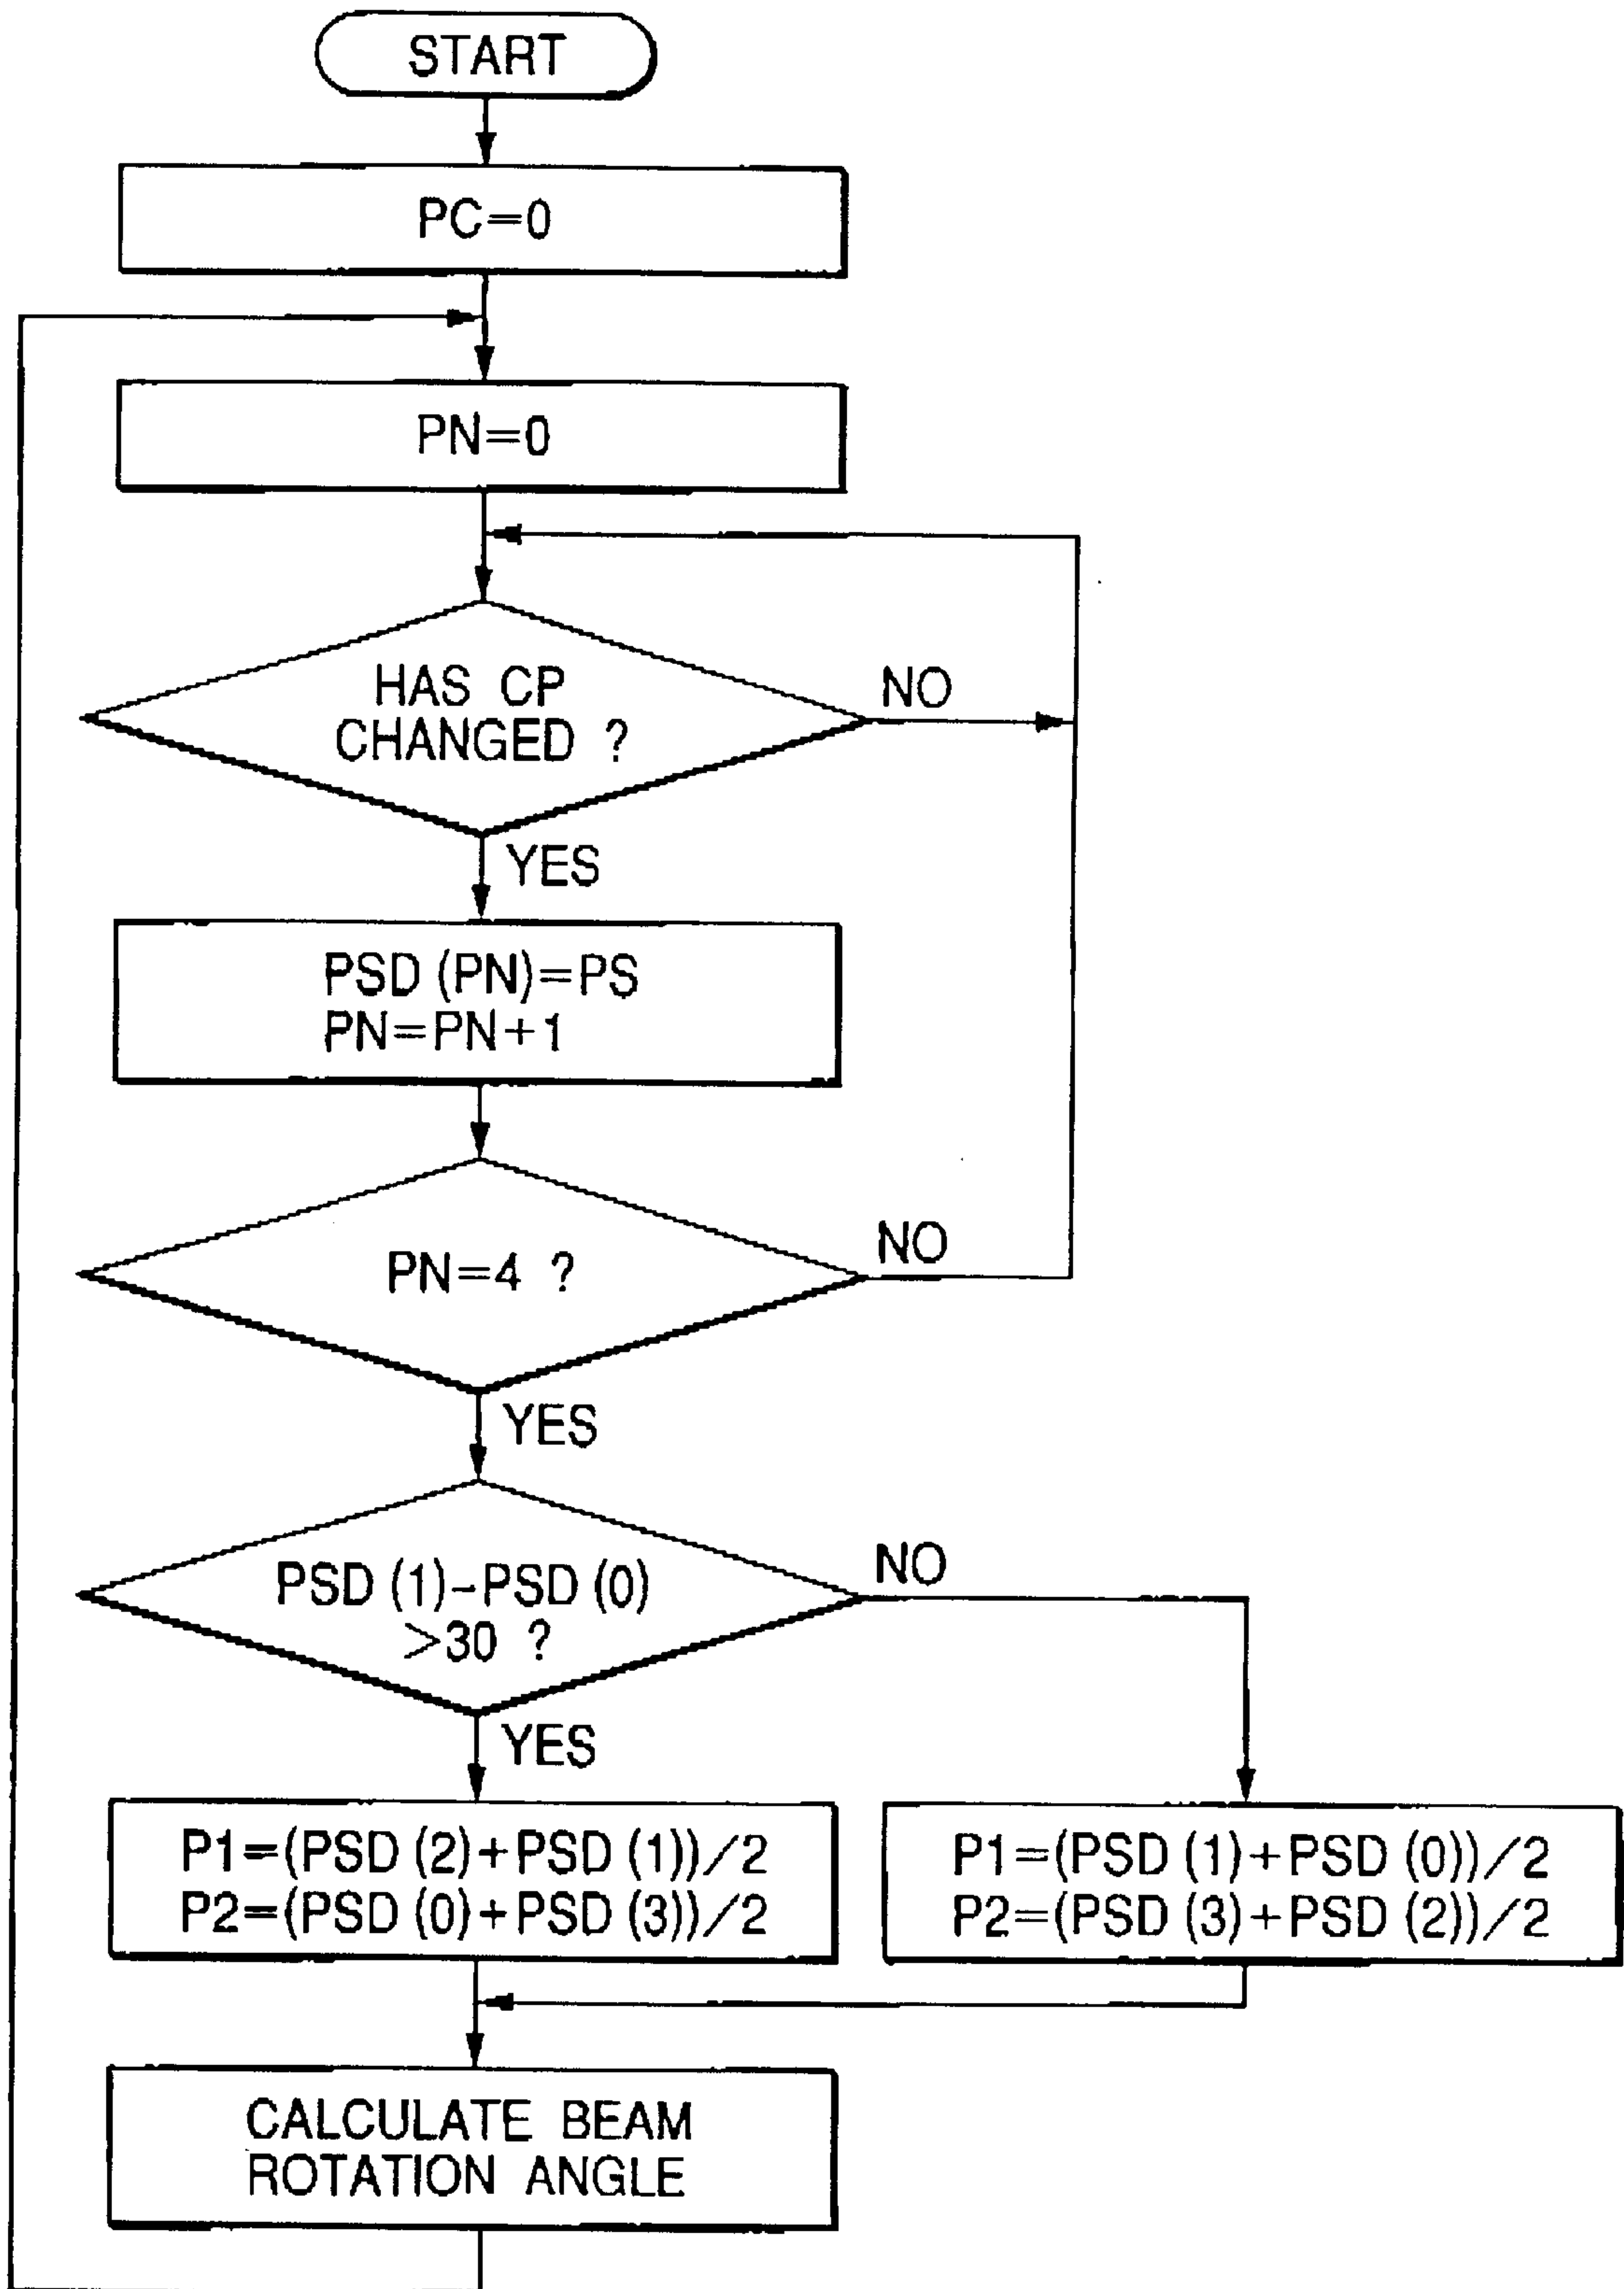 START
PC=0
PN=0
HAS CP
CHANGED ?
NO
YES
PSD (PN)=PS
PN=PN+1
PN=4 ?
NO
YES
PSD (1)-PSD (0)
>30 ?
NO
YES
P1=(PSD (2)+PSD (1))/2
P2=(PSD (0)+PSD (3))/2
P1=(PSD (1)+PSD (0))/2
P2=(PSD (3)+PSD (2))/2
CALCULATE BEAM
ROTATION ANGLE